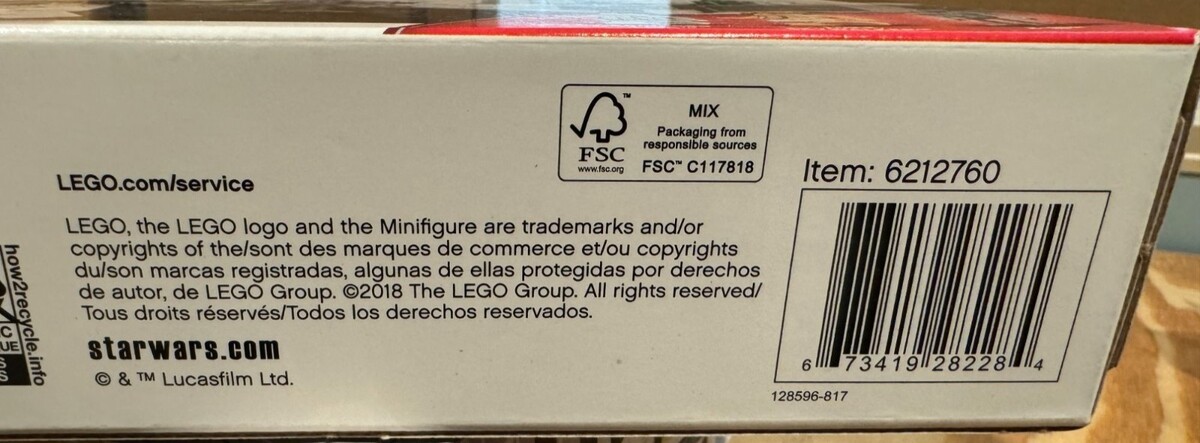 MIX
Packaging from
responsible sources
FSC™ C117818
™
FSC
www.fsc.org
LEGO.com/service
LEGO, the LEGO logo and the Minifigure are trademarks and/or
copyrights of the/sont des marques de commerce et/ou copyrights
du/son marcas registradas, algunas de ellas protegidas por derechos
de autor, de LEGO Group. ©2018 The LEGO Group. All rights reserved/
Tous droits réservés/Todos los derechos reservados.
starwars.com
© & ™ Lucasfilm Ltd.
how2recycle.info
Item: 6212760
6 73419 28228 4
128596-817